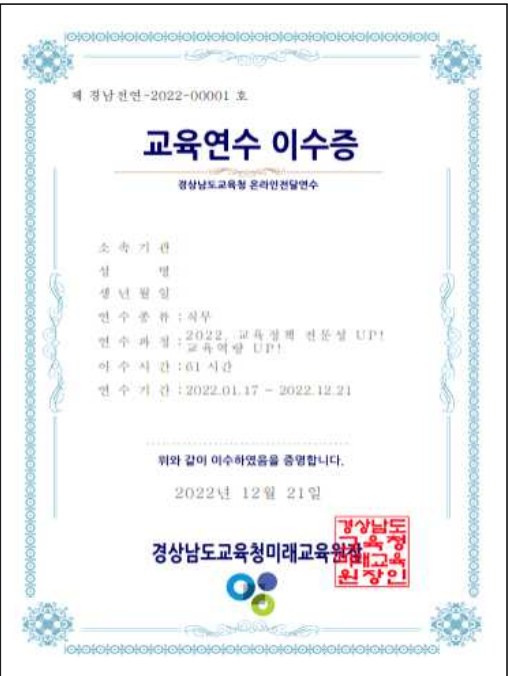 제 경남전연-2022-00001 호
교육연수 이수증
경상남도교육청 온라인전달연수
소 속 기 관
성 명
생 년 월 일
연 수 종 류 : 직무
연 수 과 정 : 2022. 교육정책 전문성 UP!
교육역량 UP!
이 수 시 간 : 61 시간
연 수 기 간 : 2022.01.17 - 2022.12.21
위와 같이 이수하였음을 증명합니다.
2022년 12월 21일
경상남도교육청미래교육원장
경상남도
교육청
미래교육
원장인